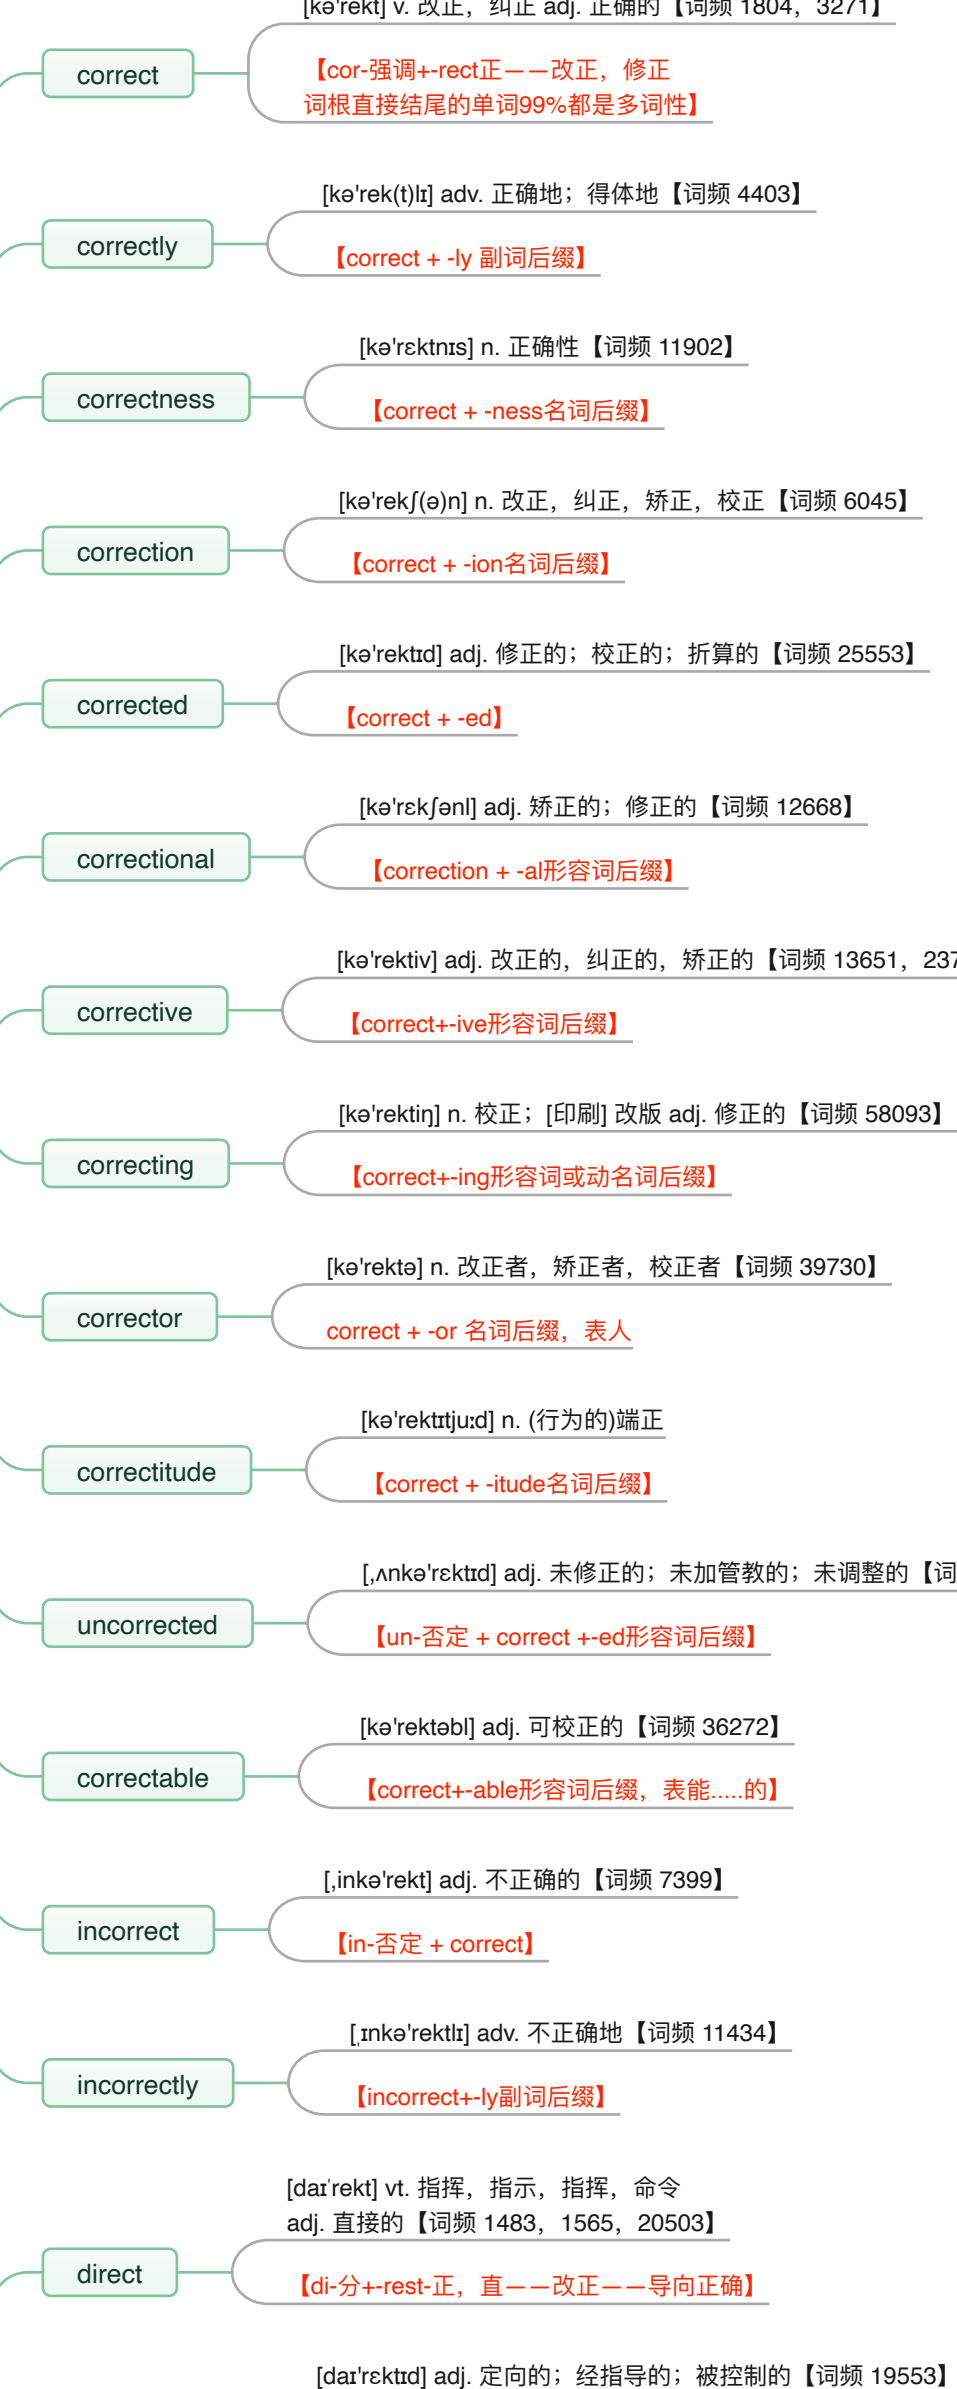 [kə'rekt] v. 改正，纠正 adj. 正确的【词频 1804，3271】
correct
【cor-强调+-rect正——改正，修正
词根直接结尾的单词99%都是多词性】
[kə'rek(t)lɪ] adv. 正确地；得体地【词频 4403】
correctly
【correct + -ly 副词后缀】
[kə'rɛktnɪs] n. 正确性【词频 11902】
correctness
【correct + -ness名词后缀】
[kə'rekʃ(ə)n] n. 改正，纠正，矫正，校正【词频 6045】
correction
【correct + -ion名词后缀】
[kə'rektɪd] adj. 修正的；校正的；折算的【词频 25553】
corrected
【correct + -ed】
[kə'rɛkʃənl] adj. 矫正的；修正的【词频 12668】
correctional
【correction + -al形容词后缀】
[kə'rektiv] adj. 改正的，纠正的，矫正的【词频 13651，237
corrective
【correct+-ive形容词后缀】
[kə'rektiŋ] n. 校正；[印刷] 改版 adj. 修正的【词频 58093】
correcting
【correct+-ing形容词或动名词后缀】
[kə'rektə] n. 改正者，矫正者，校正者【词频 39730】
corrector
correct + -or 名词后缀，表人
[kə'rektɪtjuːd] n. (行为的)端正
correctitude
【correct + -itude名词后缀】
[,ʌnkə'rɛktɪd] adj. 未修正的；未加管教的；未调整的【词
uncorrected
【un-否定 + correct +-ed形容词后缀】
[kə'rektəbl] adj. 可校正的【词频 36272】
correctable
【correct+-able形容词后缀，表能.....的】
[,inkə'rekt] adj. 不正确的【词频 7399】
incorrect
【in-否定 + correct】
[ˌɪnkə'rektlɪ] adv. 不正确地【词频 11434】
incorrectly
【incorrect+-ly副词后缀】
[daɪˈrekt] vt. 指挥，指示，指挥，命令
adj. 直接的【词频 1483，1565，20503】
direct
【di-分+-rest-正，直——改正——导向正确】
[daɪ'rɛktɪd] adj. 定向的；经指导的；被控制的【词频 19553】